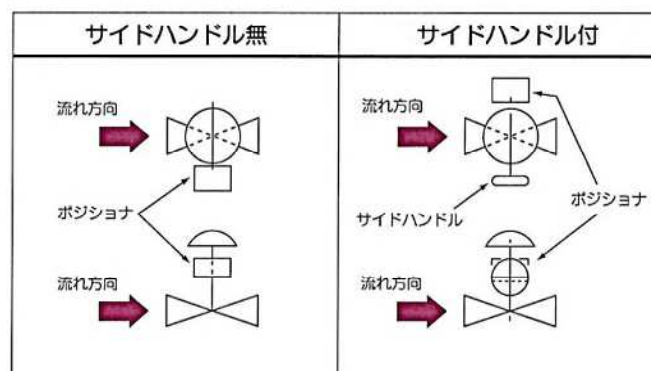 サイドハンドル無
サイドハンドル付
流れ方向
ポジショナ
流れ方向
流れ方向
サイドハンドル
ポジショナ
流れ方向